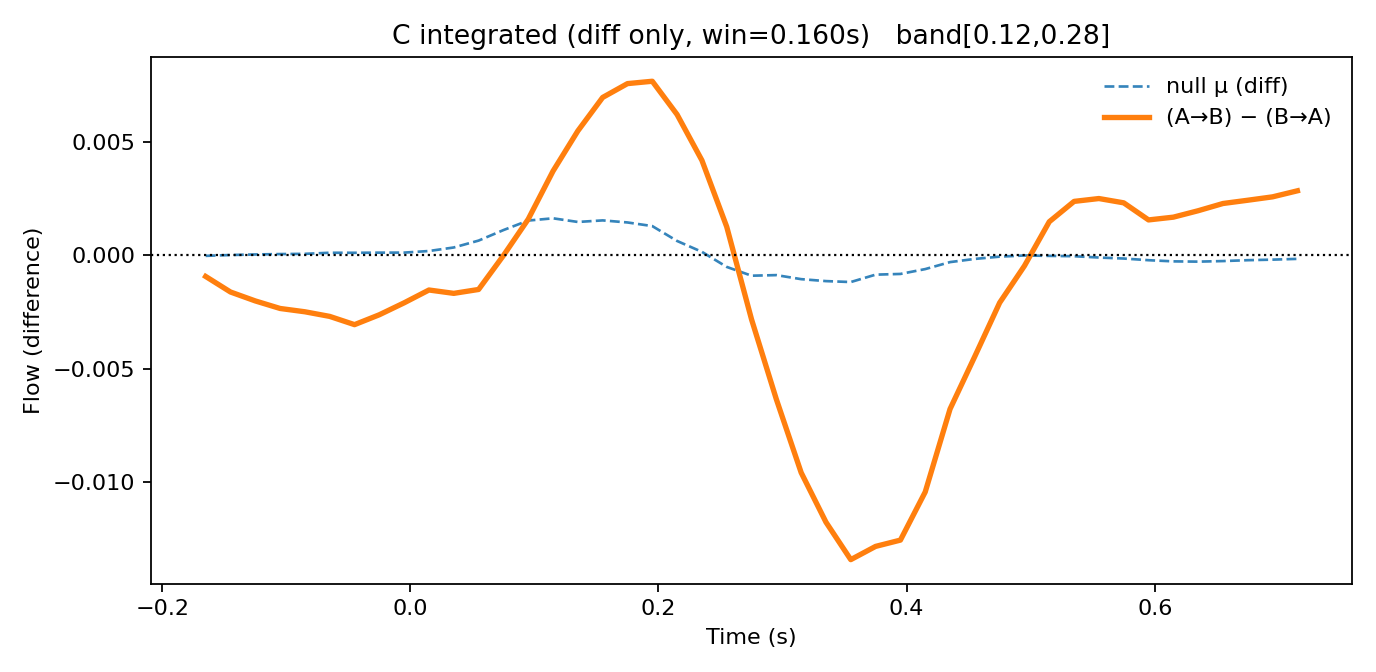 C integrated (diff only, win=0.160s)   band[0.12,0.28]
null μ (diff)
(A→B) − (B→A)
Flow (difference)
0.005
0.000
−0.005
−0.010
−0.2
0.0
0.2
0.4
0.6
Time (s)